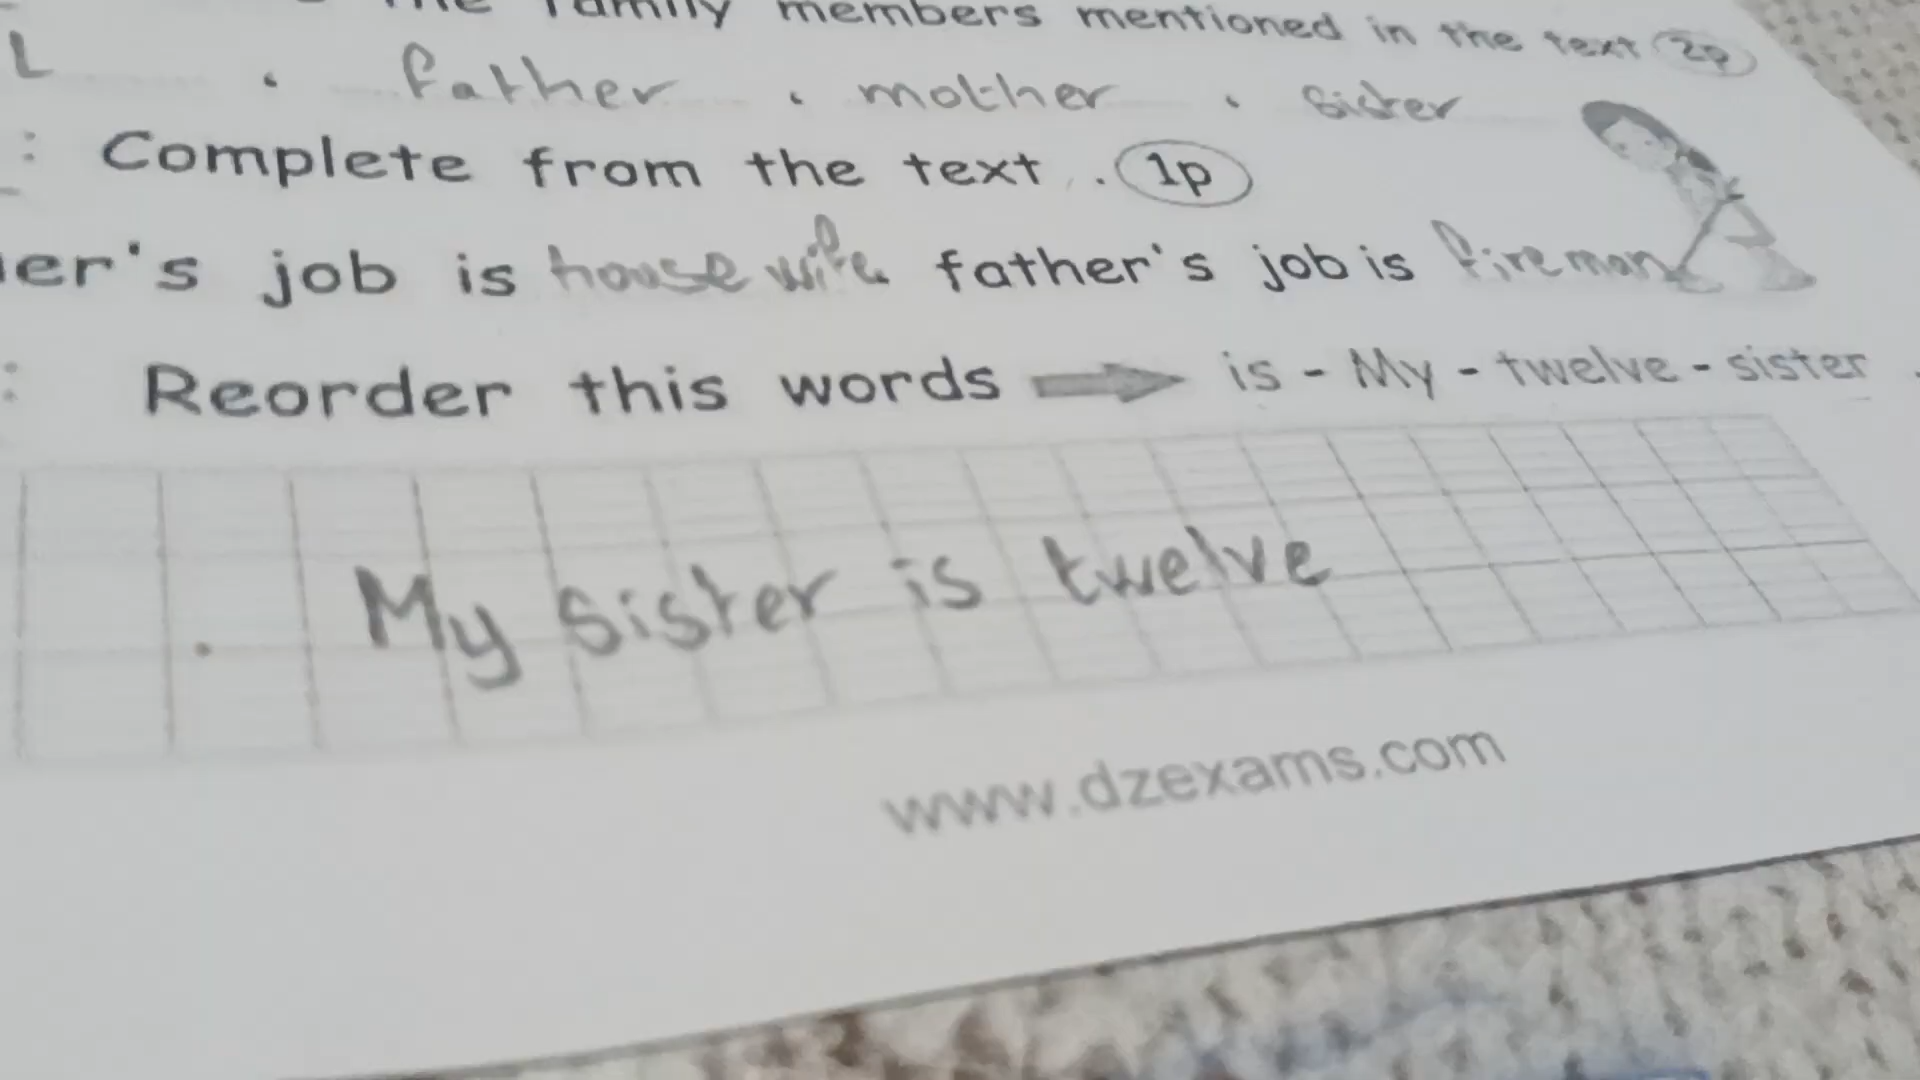 family members mentioned in the text 2p
father . mother . sister
: Complete from the text . 1p
er's job is house wife father's job is fireman
: Reorder this words is - My - twelve - sister .
. My sister is twelve
www.dzexams.com